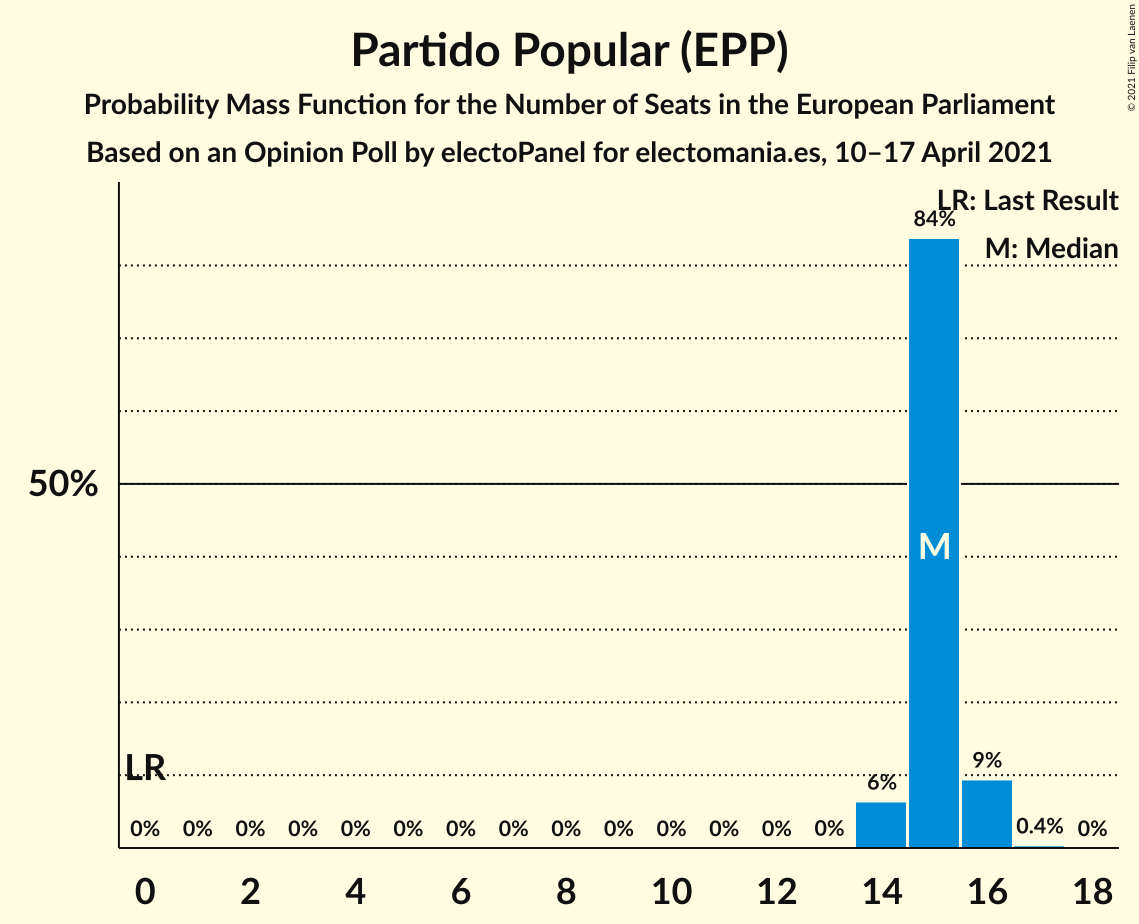 Partido Popular (EPP)
Probability Mass Function for the Number of Seats in the European Parliament
Based on an Opinion Poll by electoPanel for electomania.es, 10–17 April 2021
© 2021 Filip van Laenen
LR: Last Result
M: Median
84%
50%
M
LR
0% 0% 0% 0% 0% 0% 0% 0% 0% 0% 0% 0% 0% 0% 6% 9% 0.4% 0%
0 2 4 6 8 10 12 14 16 18